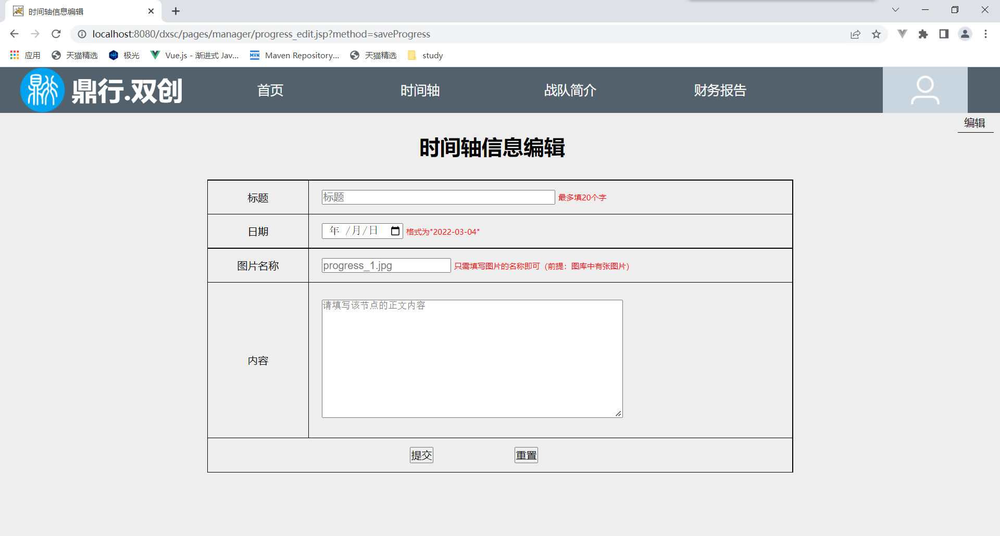 时间轴信息编辑
localhost:8080/dxsc/pages/manager/progress_edit.jsp?method=saveProgress
应用 天猫精选 极光 Vue.js - 渐进式 Jav... MVN Maven Repository... 天猫精选 study
鼎行 鼎行.双创 首页 时间轴 战队简介 财务报告
编辑
时间轴信息编辑
标题 标题 最多填20个字
日期 年 /月/日 格式为"2022-03-04"
图片名称 progress_1.jpg 只需填写图片的名称即可（前提：图库中有张图片）
内容 请填写该节点的正文内容
提交 重置